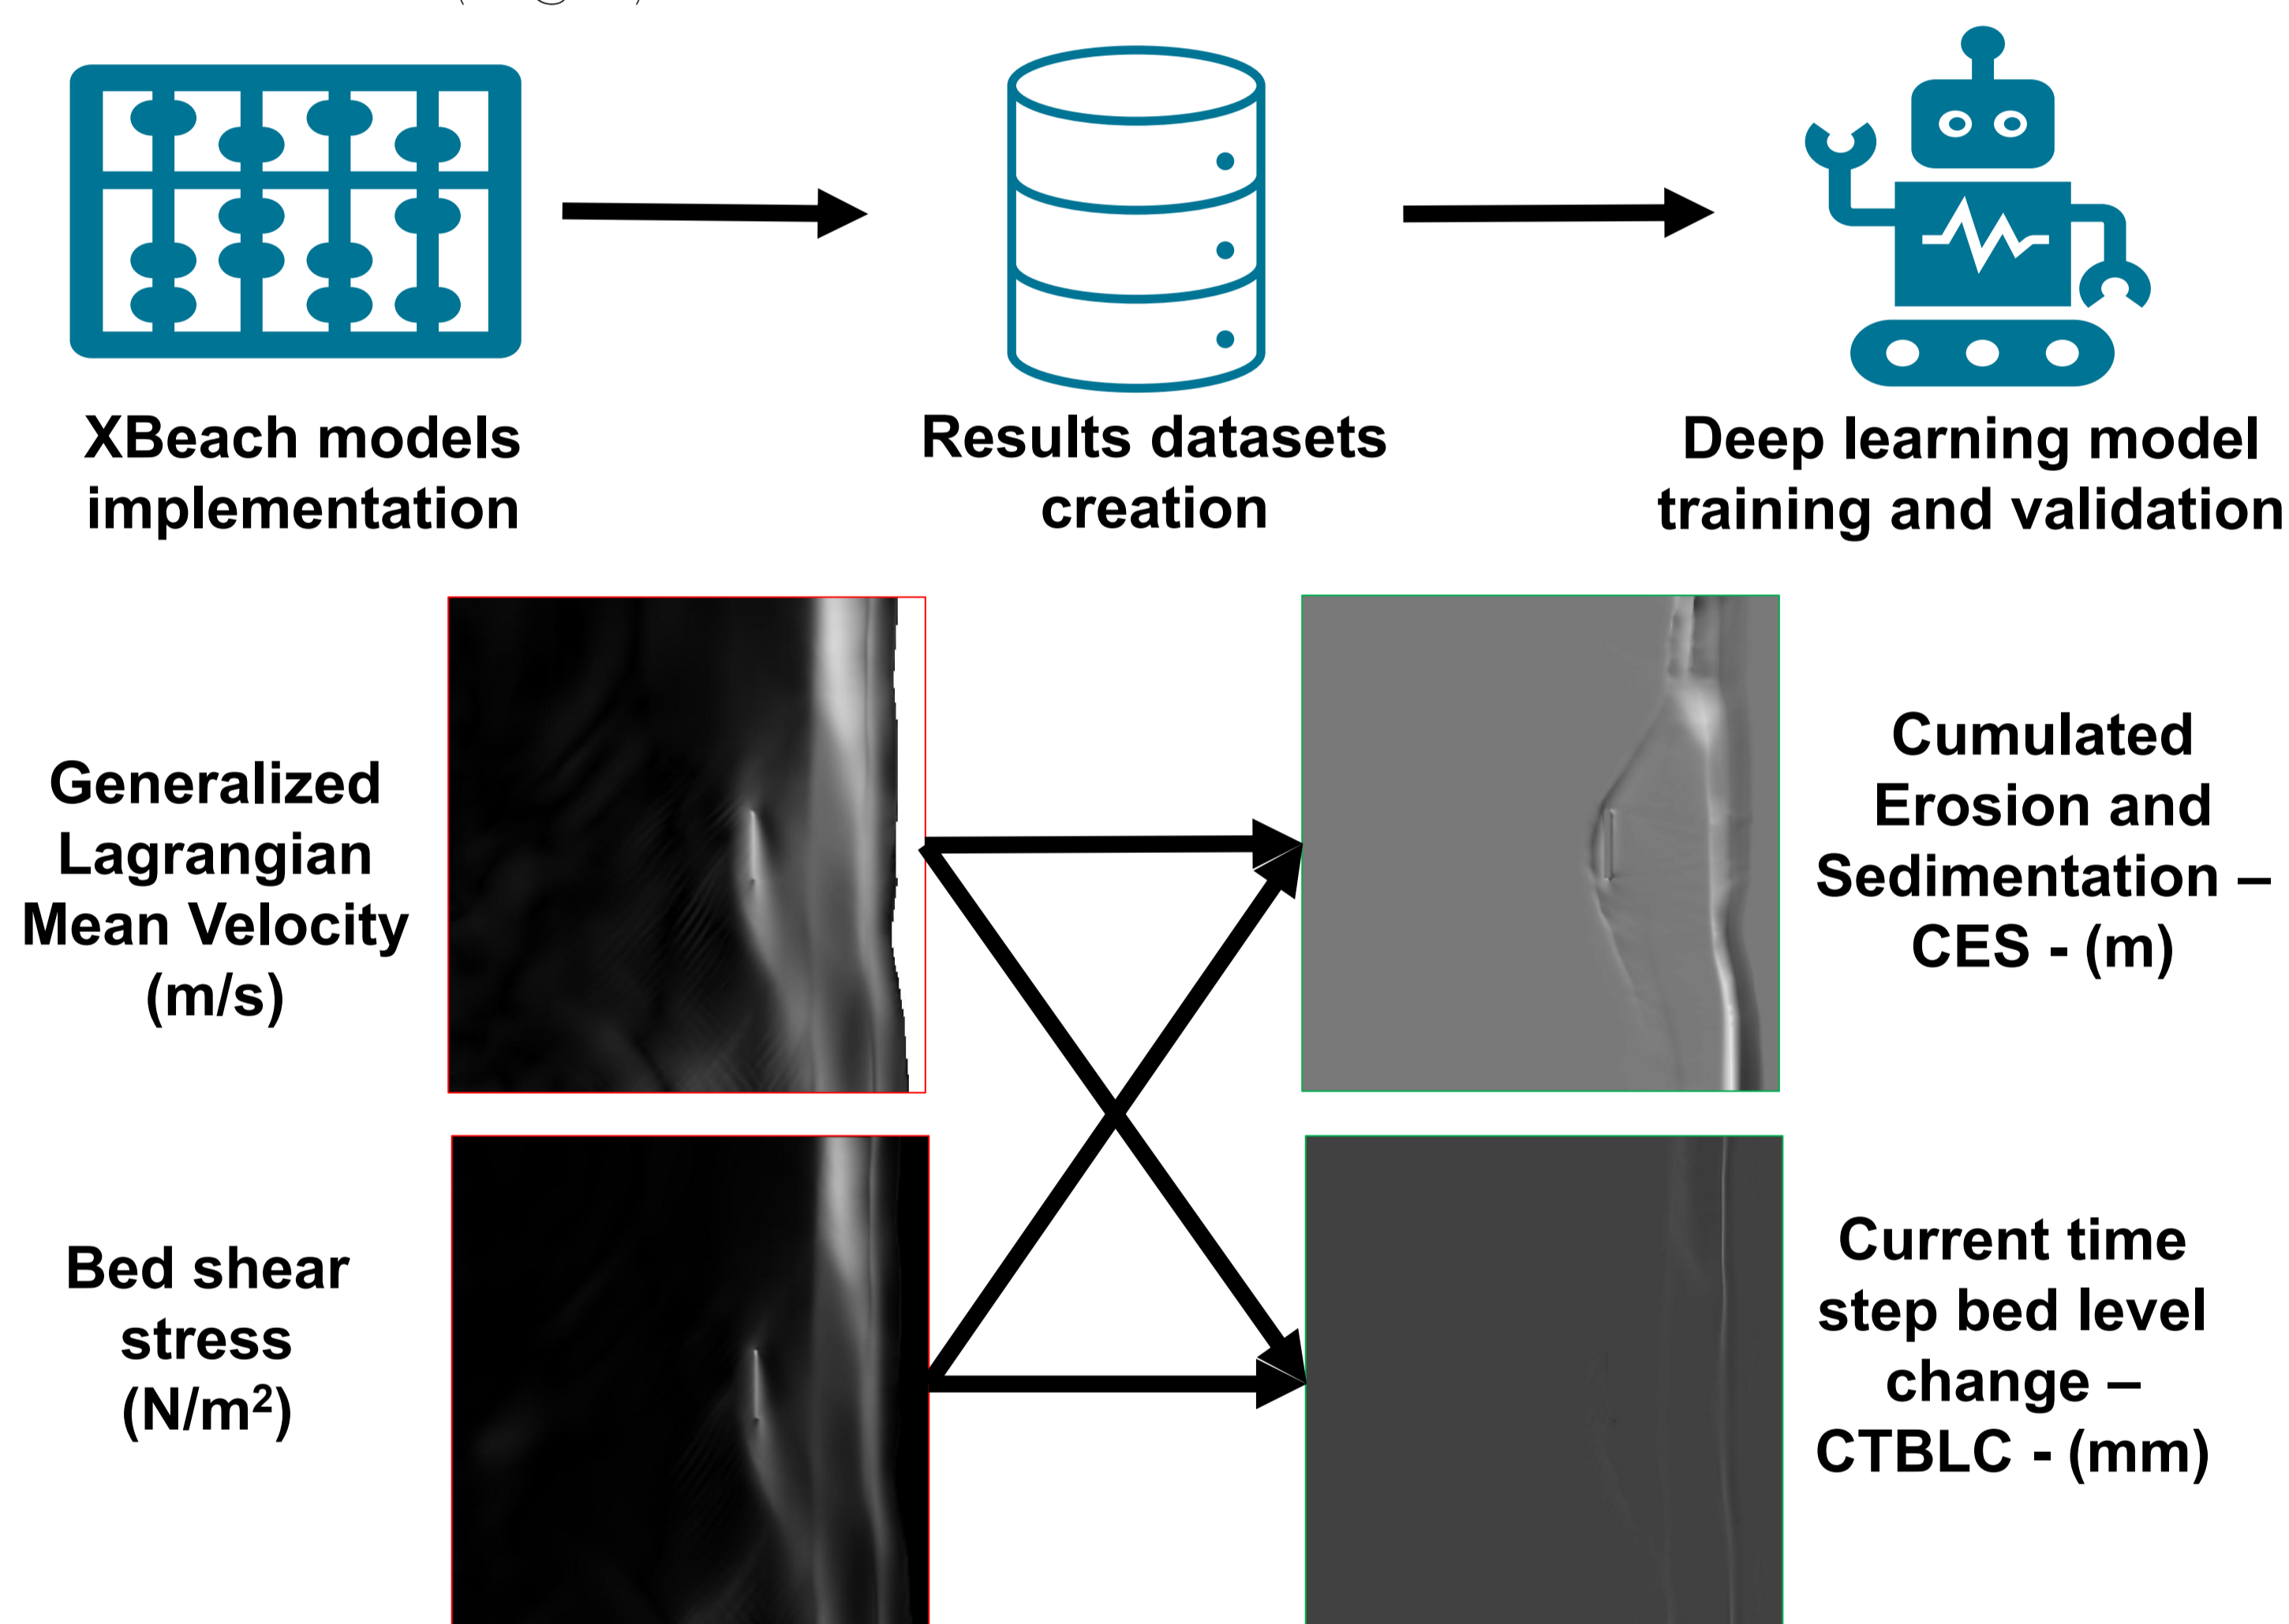 XBeach models
implementation
Results datasets
creation
Deep learning model
training and validation
Generalized
Lagrangian
Mean Velocity
(m/s)
Cumulated
Erosion and
Sedimentation –
CES - (m)
Bed shear
stress
(N/m²)
Current time
step bed level
change –
CTBLC - (mm)